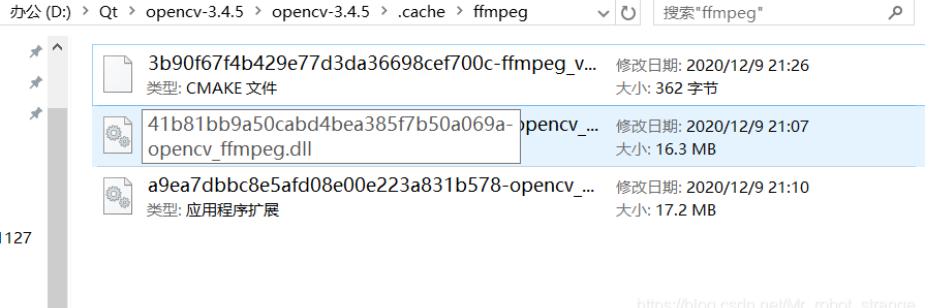 办公 (D:) > Qt > opencv-3.4.5 > opencv-3.4.5 > .cache > ffmpeg
搜索"ffmpeg"
3b90f67f4b429e77d3da36698cef700c-ffmpeg_v...
修改日期: 2020/12/9 21:26
类型: CMAKE 文件
大小: 362 字节
41b81bb9a50cabd4bea385f7b50a069a-
opencv_ffmpeg.dll
opencv_...
修改日期: 2020/12/9 21:07
大小: 16.3 MB
a9ea7dbbc8e5afd08e00e223a831b578-opencv_...
修改日期: 2020/12/9 21:10
类型: 应用程序扩展
大小: 17.2 MB
1127
https://blog.csdn.net/Mr_robot_strange